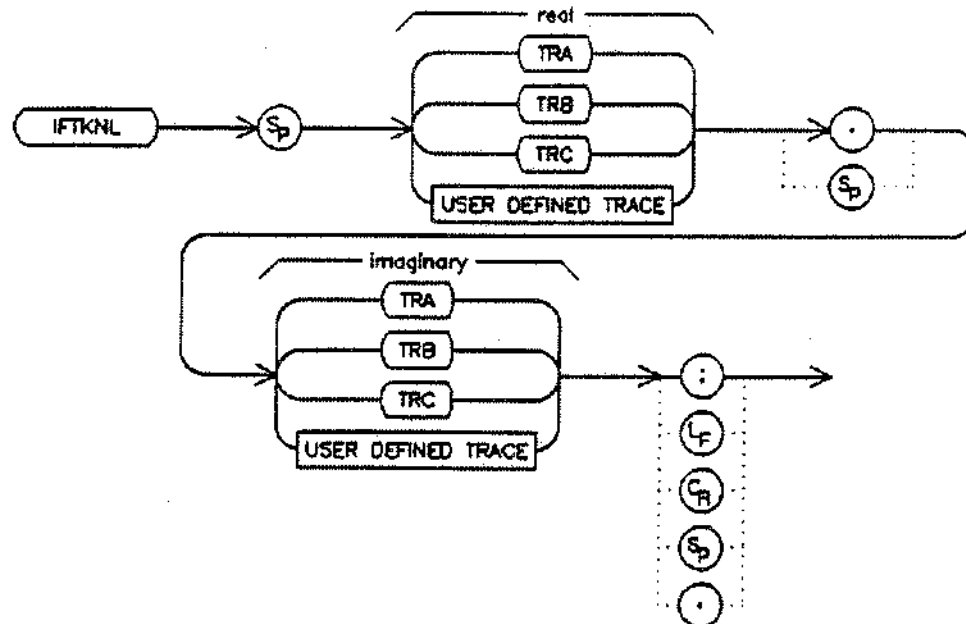 real
TRA
IFTKNL
SP
TRB
TRC
USER DEFINED TRACE
,
SP
imaginary
TRA
TRB
TRC
USER DEFINED TRACE
;
LF
CR
SP
,